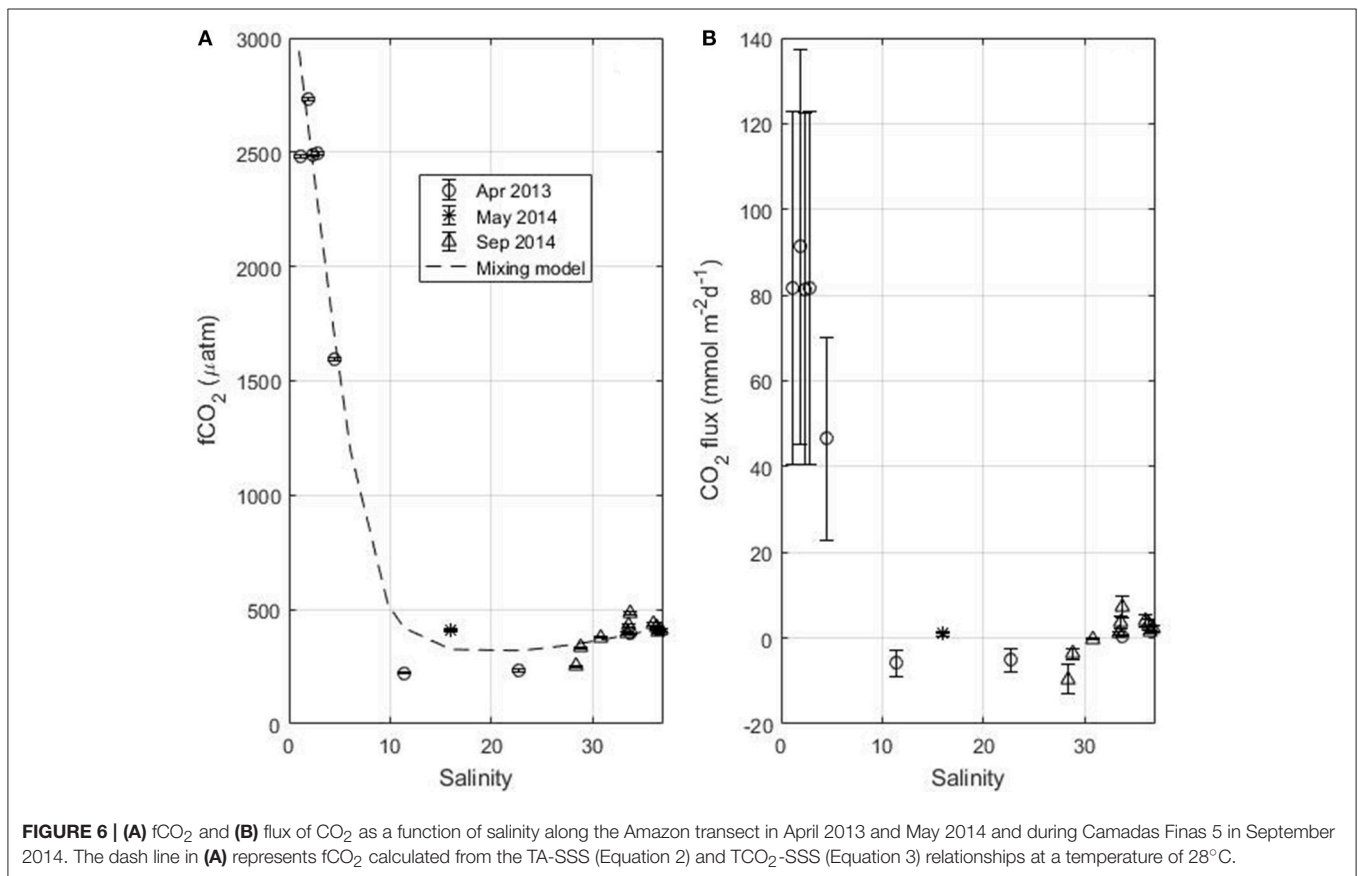 A
3000
2500
2000
1500
1000
500
0
fCO₂ (μatm)
0 10 20 30
Salinity
Apr 2013
May 2014
Sep 2014
Mixing model
B
140
120
100
80
60
40
20
0
-20
CO₂ flux (mmol m⁻²d⁻¹)
0 10 20 30
Salinity
FIGURE 6 | (A) fCO₂ and (B) flux of CO₂ as a function of salinity along the Amazon transect in April 2013 and May 2014 and during Camadas Finas 5 in September
2014. The dash line in (A) represents fCO₂ calculated from the TA-SSS (Equation 2) and TCO₂-SSS (Equation 3) relationships at a temperature of 28°C.